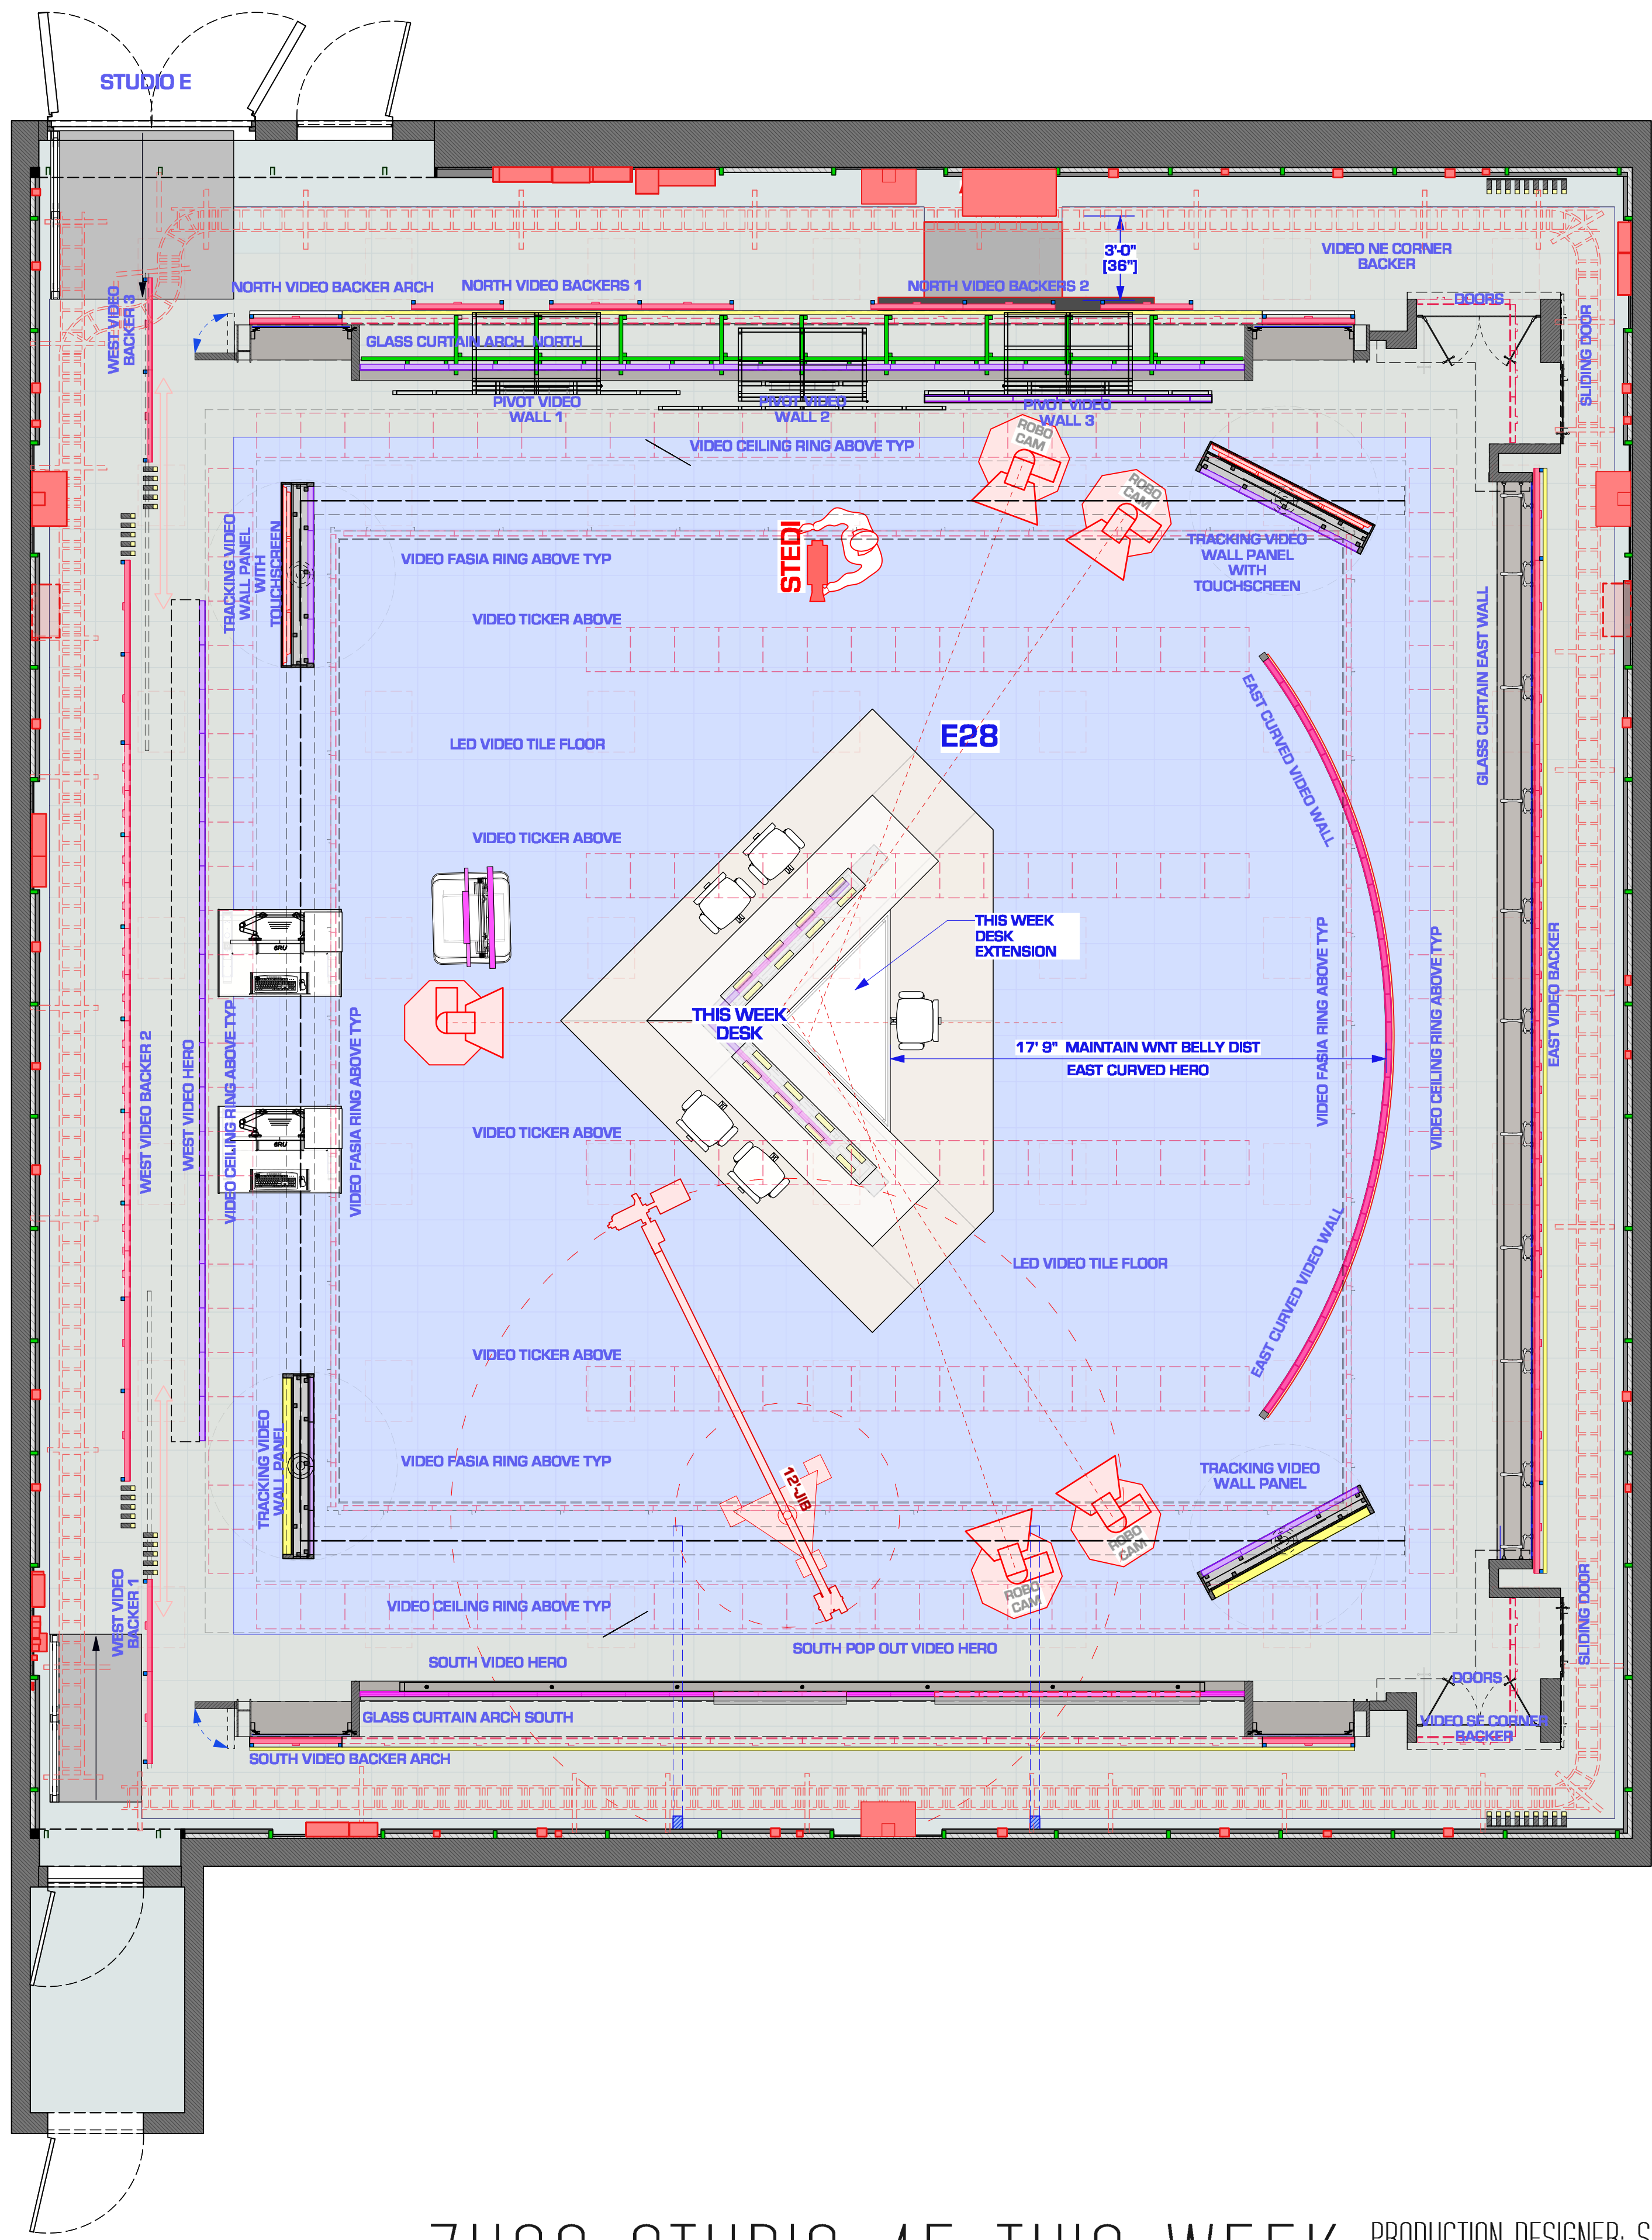 STUDIO E
3'-0"
[36"]
VIDEO NE CORNER
BACKER
NORTH VIDEO BACKER ARCH
NORTH VIDEO BACKERS 1
NORTH VIDEO BACKERS 2
DOORS
WEST VIDEO
BACKER 3
GLASS CURTAIN ARCH NORTH
SLIDING DOOR
PIVOT VIDEO
WALL 1
PIVOT VIDEO
WALL 2
PIVOT VIDEO
WALL 3
VIDEO CEILING RING ABOVE TYP
ROBO
CAM
ROBO
CAM
STEDI
TRACKING VIDEO
WALL PANEL
WITH
TOUCHSCREEN
VIDEO FASIA RING ABOVE TYP
TRACKING VIDEO
WALL PANEL
WITH
TOUCHSCREEN
VIDEO TICKER ABOVE
GLASS CURTAIN EAST WALL
EAST CURVED VIDEO WALL
E28
LED VIDEO TILE FLOOR
VIDEO TICKER ABOVE
THIS WEEK
DESK
EXTENSION
THIS WEEK
DESK
17' 9" MAINTAIN WNT BELLY DIST
EAST CURVED HERO
VIDEO FASIA RING ABOVE TYP
VIDEO CEILING RING ABOVE TYP
EAST VIDEO BACKER
WEST VIDEO BACKER 2
WEST VIDEO HERO
VIDEO CEILING RING ABOVE TYP
VIDEO FASIA RING ABOVE TYP
6RU
6RU
VIDEO TICKER ABOVE
LED VIDEO TILE FLOOR
EAST CURVED VIDEO WALL
VIDEO TICKER ABOVE
VIDEO FASIA RING ABOVE TYP
TRACKING VIDEO
WALL PANEL
12' JIB
TRACKING VIDEO
WALL PANEL
ROBO
CAM
ROBO
CAM
WEST VIDEO
BACKER 1
VIDEO CEILING RING ABOVE TYP
SLIDING DOOR
SOUTH POP OUT VIDEO HERO
SOUTH VIDEO HERO
DOORS
GLASS CURTAIN ARCH SOUTH
VIDEO SE CORNER
BACKER
SOUTH VIDEO BACKER ARCH
PRODUCTION DESIGNER: S